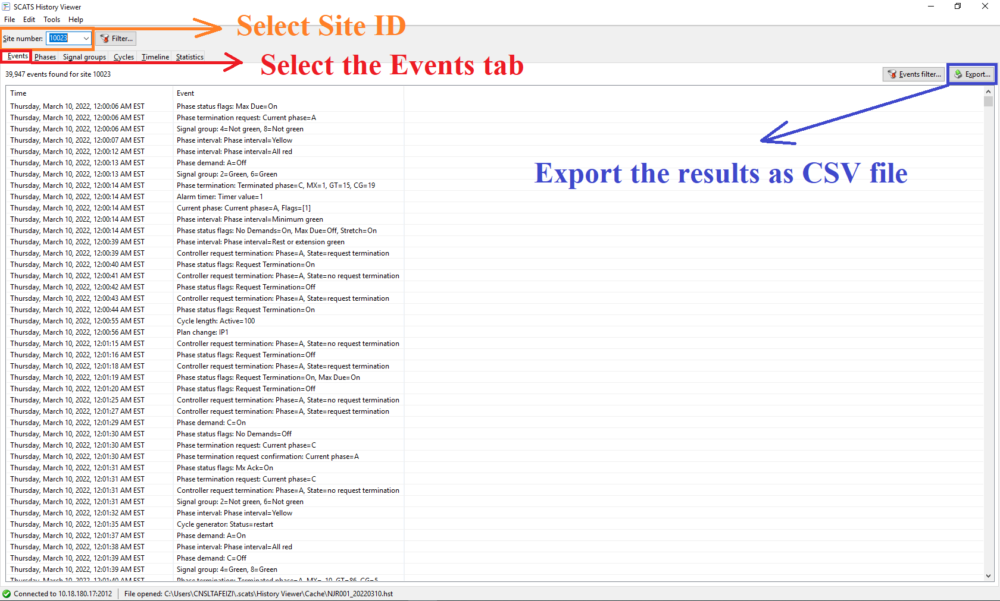 SCATS History Viewer
File Edit Tools Help
Select Site ID
Site number: 10023 Filter...
Events Phases Signal groups Cycles Timeline Statistics
Select the Events tab
39,947 events found for site 10023
Events filter... Export...
Export the results as CSV file
Time Event
Thursday, March 10, 2022, 12:00:06 AM EST Phase status flags: Max Due=On
Thursday, March 10, 2022, 12:00:06 AM EST Phase termination request: Current phase=A
Thursday, March 10, 2022, 12:00:06 AM EST Signal group: 4=Not green, 8=Not green
Thursday, March 10, 2022, 12:00:07 AM EST Phase interval: Phase interval=Yellow
Thursday, March 10, 2022, 12:00:12 AM EST Phase interval: Phase interval=All red
Thursday, March 10, 2022, 12:00:13 AM EST Phase demand: A=Off
Thursday, March 10, 2022, 12:00:13 AM EST Signal group: 2=Green, 6=Green
Thursday, March 10, 2022, 12:00:14 AM EST Phase termination: Terminated phase=C, MX=1, GT=15, CG=19
Thursday, March 10, 2022, 12:00:14 AM EST Alarm timer: Timer value=1
Thursday, March 10, 2022, 12:00:14 AM EST Current phase: Current phase=A, Flags=[1]
Thursday, March 10, 2022, 12:00:14 AM EST Phase interval: Phase interval=Minimum green
Thursday, March 10, 2022, 12:00:14 AM EST Phase status flags: No Demands=On, Max Due=Off, Stretch=On
Thursday, March 10, 2022, 12:00:39 AM EST Phase interval: Phase interval=Rest or extension green
Thursday, March 10, 2022, 12:00:39 AM EST Controller request termination: Phase=A, State=request termination
Thursday, March 10, 2022, 12:00:40 AM EST Phase status flags: Request Termination=On
Thursday, March 10, 2022, 12:00:41 AM EST Controller request termination: Phase=A, State=no request termination
Thursday, March 10, 2022, 12:00:42 AM EST Phase status flags: Request Termination=Off
Thursday, March 10, 2022, 12:00:43 AM EST Controller request termination: Phase=A, State=request termination
Thursday, March 10, 2022, 12:00:44 AM EST Phase status flags: Request Termination=On
Thursday, March 10, 2022, 12:00:55 AM EST Cycle length: Active=100
Thursday, March 10, 2022, 12:00:56 AM EST Plan change: IP1
Thursday, March 10, 2022, 12:01:15 AM EST Controller request termination: Phase=A, State=no request termination
Thursday, March 10, 2022, 12:01:16 AM EST Phase status flags: Request Termination=Off
Thursday, March 10, 2022, 12:01:18 AM EST Controller request termination: Phase=A, State=request termination
Thursday, March 10, 2022, 12:01:19 AM EST Phase status flags: Request Termination=On, Max Due=On
Thursday, March 10, 2022, 12:01:20 AM EST Phase status flags: Request Termination=Off
Thursday, March 10, 2022, 12:01:25 AM EST Controller request termination: Phase=A, State=no request termination
Thursday, March 10, 2022, 12:01:27 AM EST Controller request termination: Phase=A, State=request termination
Thursday, March 10, 2022, 12:01:29 AM EST Phase demand: C=On
Thursday, March 10, 2022, 12:01:30 AM EST Phase status flags: No Demands=Off
Thursday, March 10, 2022, 12:01:30 AM EST Phase termination request: Current phase=C
Thursday, March 10, 2022, 12:01:30 AM EST Phase termination request confirmation: Current phase=A
Thursday, March 10, 2022, 12:01:31 AM EST Phase status flags: Mx Ack=On
Thursday, March 10, 2022, 12:01:31 AM EST Phase termination request: Current phase=C
Thursday, March 10, 2022, 12:01:31 AM EST Controller request termination: Phase=A, State=no request termination
Thursday, March 10, 2022, 12:01:31 AM EST Signal group: 2=Not green, 6=Not green
Thursday, March 10, 2022, 12:01:32 AM EST Phase interval: Phase interval=Yellow
Thursday, March 10, 2022, 12:01:35 AM EST Cycle generator: Status=restart
Thursday, March 10, 2022, 12:01:37 AM EST Phase demand: A=On
Thursday, March 10, 2022, 12:01:38 AM EST Phase interval: Phase interval=All red
Thursday, March 10, 2022, 12:01:39 AM EST Phase demand: C=Off
Thursday, March 10, 2022, 12:01:39 AM EST Signal group: 4=Green, 8=Green
Thursday, March 10, 2022, 12:01:40 AM EST Phase termination: Terminated phase=A, MX=-10, GT=86, CG=5
Connected to 10.18.180.17:2012 File opened: C:\Users\CNSLTAFEIZI\.scats\History Viewer\Cache\NJR001_20220310.hst